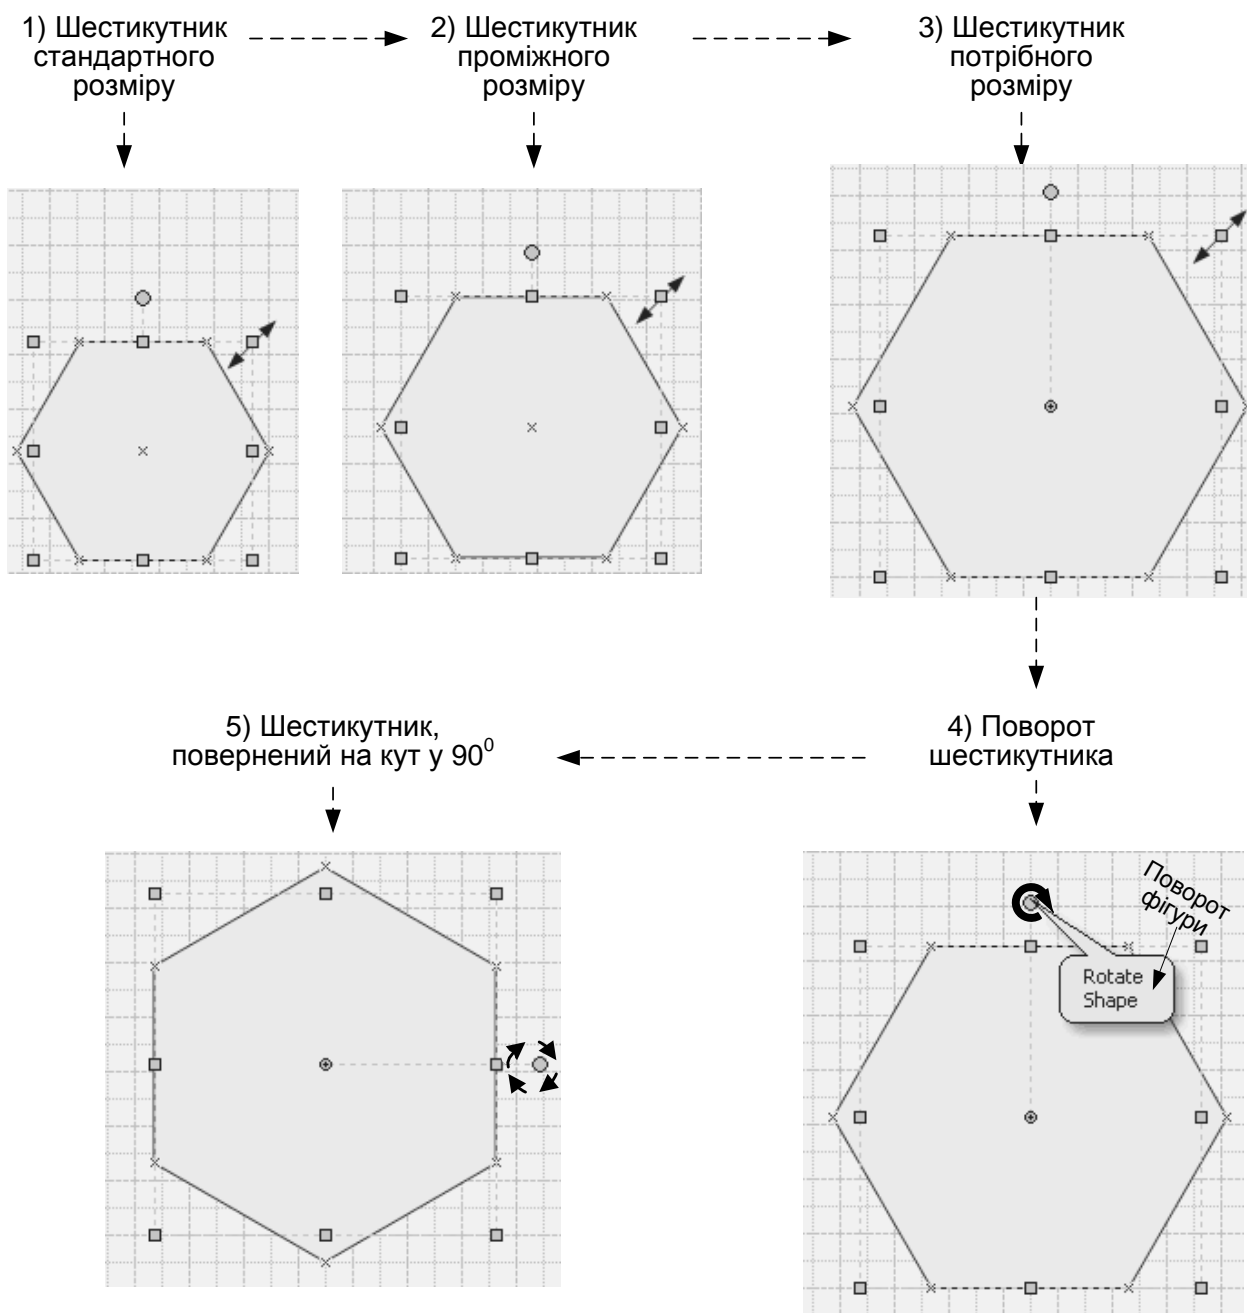 1) Шестикутник
стандартного
розміру
2) Шестикутник
проміжного
розміру
3) Шестикутник
потрібного
розміру
5) Шестикутник,
повернений на кут у 90⁰
4) Поворот
шестикутника
Поворот
фігури
Rotate
Shape